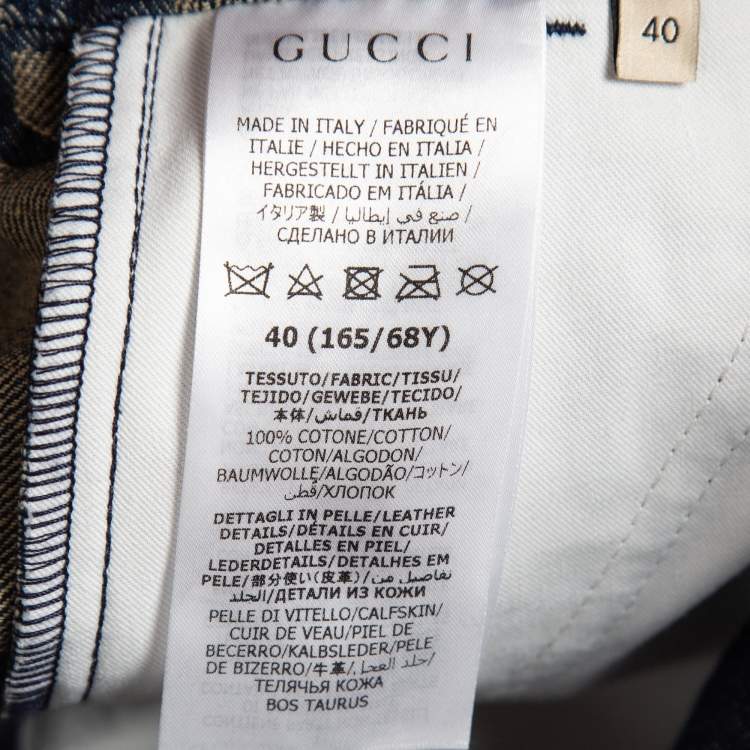 GUCCI
40
MADE IN ITALY / FABRIQUÉ EN
ITALIE / HECHO EN ITALIA /
HERGESTELLT IN ITALIEN /
FABRICADO EM ITÁLIA /
イタリア製 / صنع في إيطاليا /
СДЕЛАНО В ИТАЛИИ
40 (165/68Y)
TESSUTO/FABRIC/TISSU/
TEJIDO/GEWEBE/TECIDO/
本体/قماش/ТКАНЬ
100% COTONE/COTTON/
COTON/ALGODON/
BAUMWOLLE/ALGODÃO/コットン/
قطن/ХЛОПОК
DETTAGLI IN PELLE/LEATHER
DETAILS/DÉTAILS EN CUIR/
DETALLES EN PIEL/
LEDERDETAILS/DETALHES EM
PELE/部分使い(皮革)/تفاصيل من
الجلد/ДЕТАЛИ ИЗ КОЖИ
PELLE DI VITELLO/CALFSKIN/
CUIR DE VEAU/PIEL DE
BECERRO/KALBSLEDER/PELE
DE BIZERRO/牛革/جلد العجل/
ТЕЛЯЧЬЯ КОЖА
BOS TAURUS